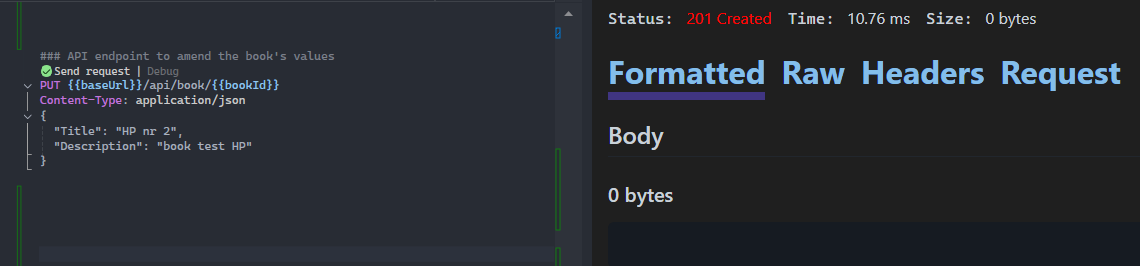 ### API endpoint to amend the book's values
Send request | Debug
PUT {{baseUrl}}/api/book/{{bookId}}
Content-Type: application/json
{
"Title": "HP nr 2",
"Description": "book test HP"
}
Status: 201 Created Time: 10.76 ms Size: 0 bytes
Formatted Raw Headers Request
Body
0 bytes